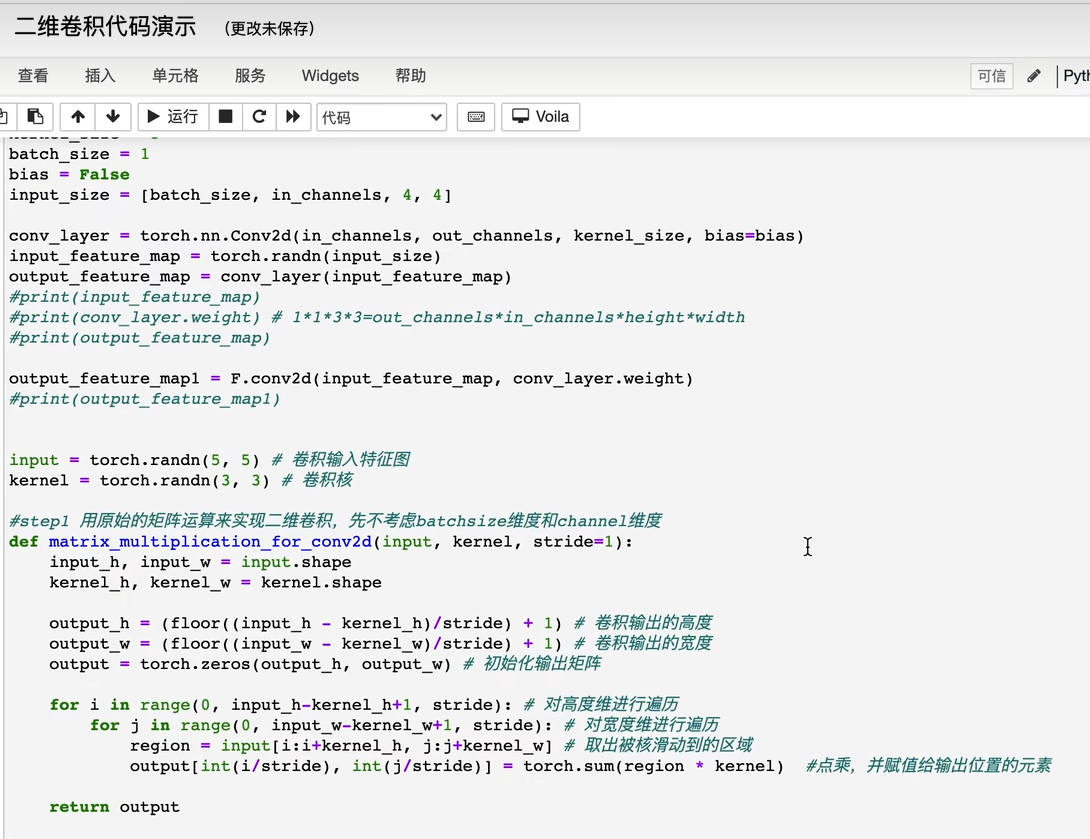 二维卷积代码演示 (更改未保存)
查看 插入 单元格 服务 Widgets 帮助 可信 Pyth
运行 代码 Voila
batch_size = 1
bias = False
input_size = [batch_size, in_channels, 4, 4]
conv_layer = torch.nn.Conv2d(in_channels, out_channels, kernel_size, bias=bias)
input_feature_map = torch.randn(input_size)
output_feature_map = conv_layer(input_feature_map)
#print(input_feature_map)
#print(conv_layer.weight) # 1*1*3*3=out_channels*in_channels*height*width
#print(output_feature_map)
output_feature_map1 = F.conv2d(input_feature_map, conv_layer.weight)
#print(output_feature_map1)
input = torch.randn(5, 5) # 卷积输入特征图
kernel = torch.randn(3, 3) # 卷积核
#step1 用原始的矩阵运算来实现二维卷积，先不考虑batchsize维度和channel维度
def matrix_multiplication_for_conv2d(input, kernel, stride=1):
    input_h, input_w = input.shape
    kernel_h, kernel_w = kernel.shape
    output_h = (floor((input_h - kernel_h)/stride) + 1) # 卷积输出的高度
    output_w = (floor((input_w - kernel_w)/stride) + 1) # 卷积输出的宽度
    output = torch.zeros(output_h, output_w) # 初始化输出矩阵
    for i in range(0, input_h-kernel_h+1, stride): # 对高度维进行遍历
        for j in range(0, input_w-kernel_w+1, stride): # 对宽度维进行遍历
            region = input[i:i+kernel_h, j:j+kernel_w] # 取出被核滑动到的区域
            output[int(i/stride), int(j/stride)] = torch.sum(region * kernel)  #点乘，并赋值给输出位置的元素
    return output